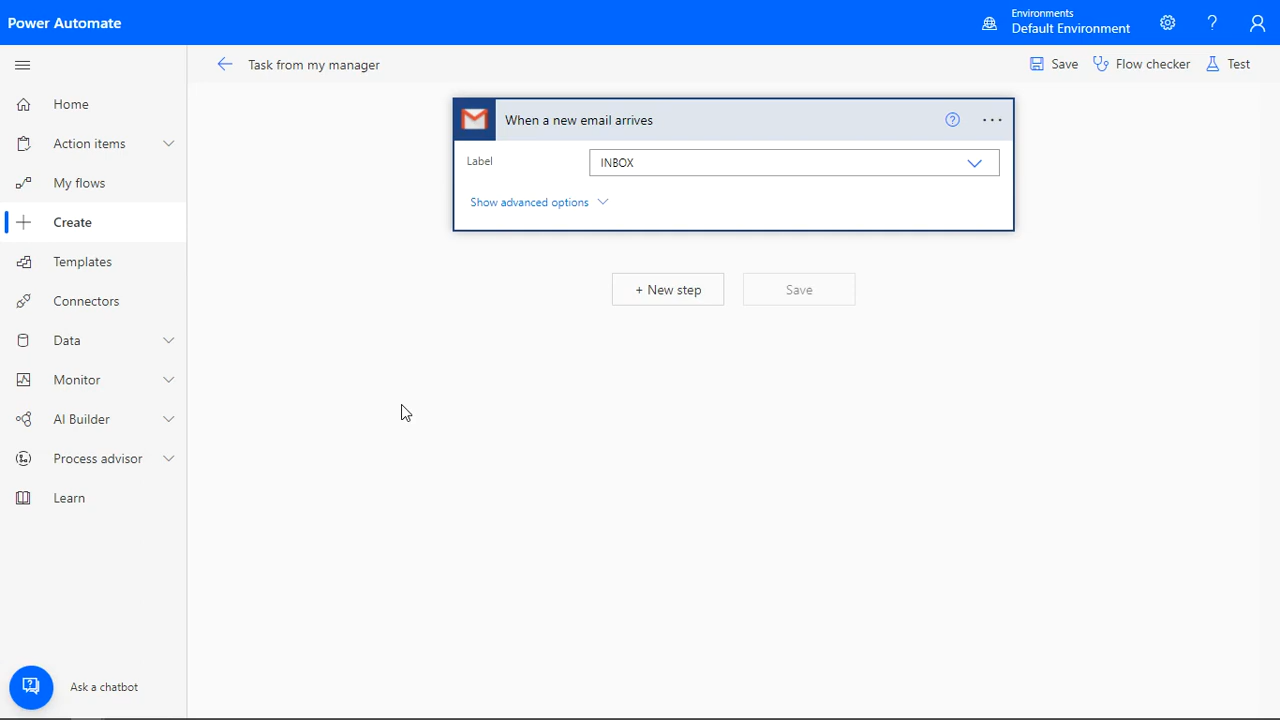 Power Automate
Environments
Default Environment
?
Task from my manager
Save
Flow checker
Test
Home
Action items
My flows
Create
Templates
Connectors
Data
Monitor
AI Builder
Process advisor
Learn
Ask a chatbot
When a new email arrives
Label
INBOX
Show advanced options
+ New step
Save